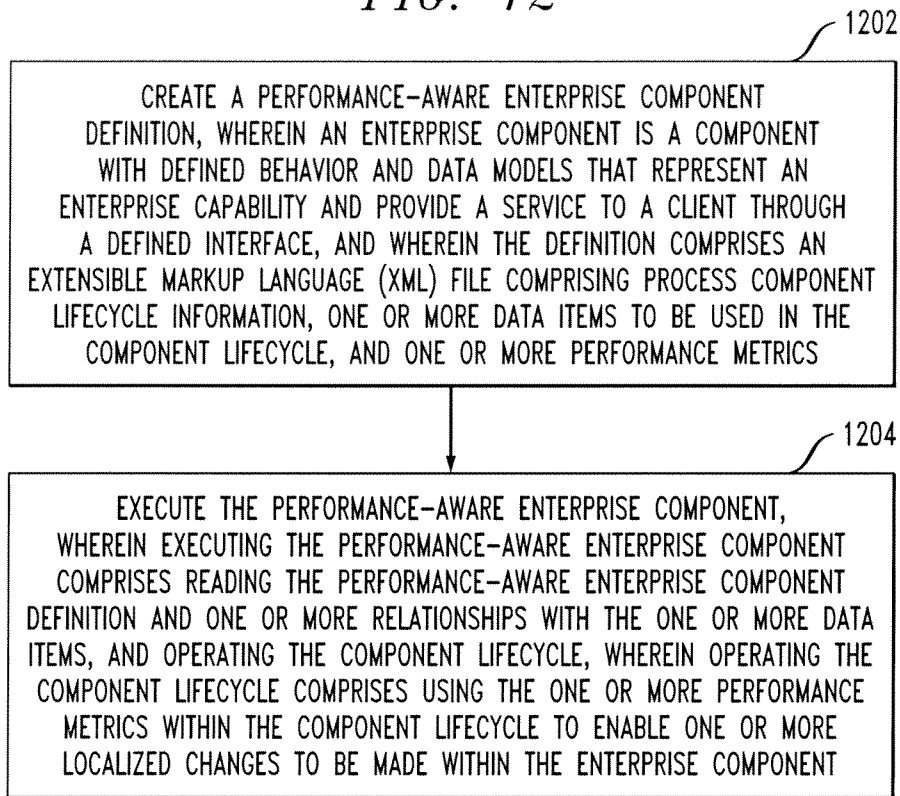 FIG. 12
1202
CREATE A PERFORMANCE-AWARE ENTERPRISE COMPONENT
DEFINITION, WHEREIN AN ENTERPRISE COMPONENT IS A COMPONENT
WITH DEFINED BEHAVIOR AND DATA MODELS THAT REPRESENT AN
ENTERPRISE CAPABILITY AND PROVIDE A SERVICE TO A CLIENT THROUGH
A DEFINED INTERFACE, AND WHEREIN THE DEFINITION COMPRISES AN
EXTENSIBLE MARKUP LANGUAGE (XML) FILE COMPRISING PROCESS COMPONENT
LIFECYCLE INFORMATION, ONE OR MORE DATA ITEMS TO BE USED IN THE
COMPONENT LIFECYCLE, AND ONE OR MORE PERFORMANCE METRICS
1204
EXECUTE THE PERFORMANCE-AWARE ENTERPRISE COMPONENT,
WHEREIN EXECUTING THE PERFORMANCE-AWARE ENTERPRISE COMPONENT
COMPRISES READING THE PERFORMANCE-AWARE ENTERPRISE COMPONENT
DEFINITION AND ONE OR MORE RELATIONSHIPS WITH THE ONE OR MORE DATA
ITEMS, AND OPERATING THE COMPONENT LIFECYCLE, WHEREIN OPERATING THE
COMPONENT LIFECYCLE COMPRISES USING THE ONE OR MORE PERFORMANCE
METRICS WITHIN THE COMPONENT LIFECYCLE TO ENABLE ONE OR MORE
LOCALIZED CHANGES TO BE MADE WITHIN THE ENTERPRISE COMPONENT